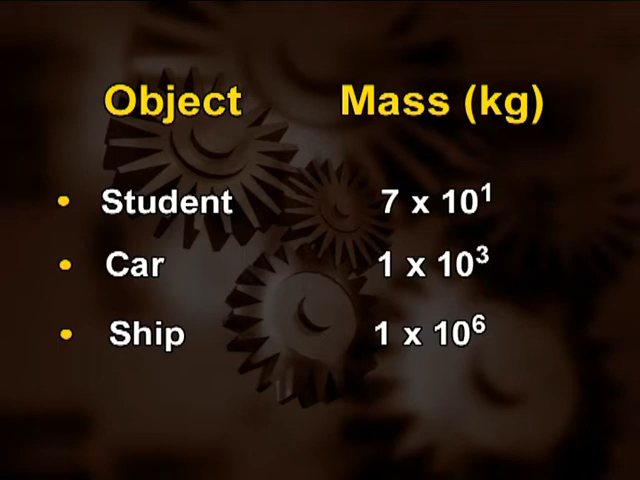 Object Mass (kg)
• Student 7 x 10¹
• Car 1 x 10³
• Ship 1 x 10⁶